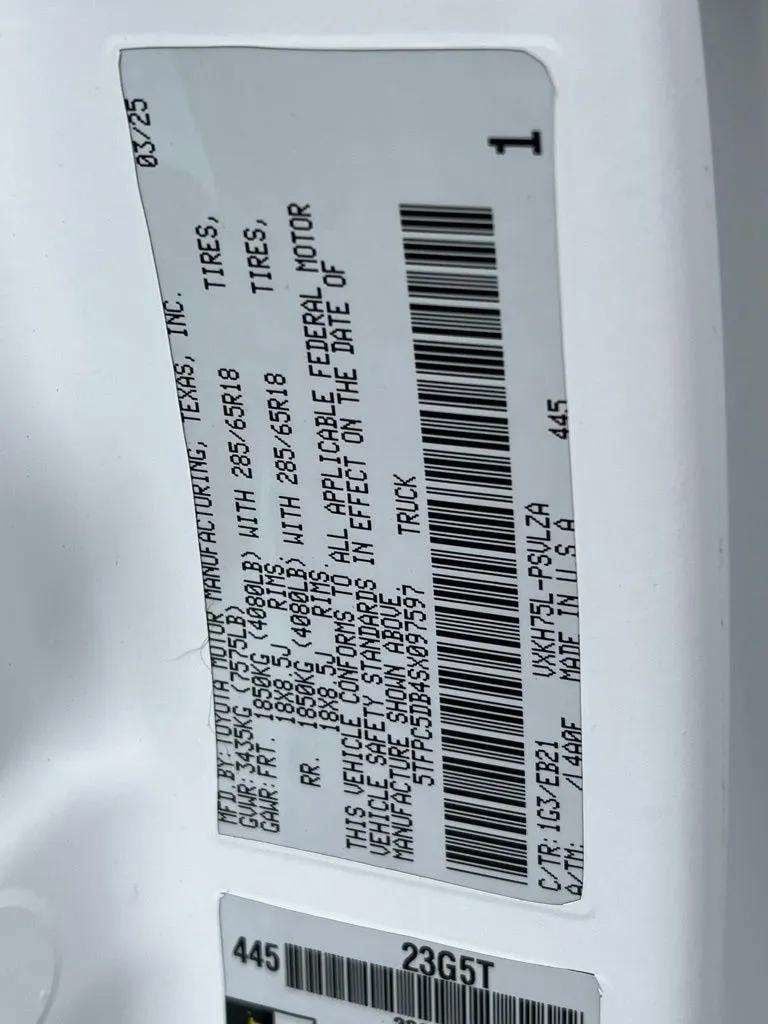 MFD.BY:TOYOTA MOTOR MANUFACTURING, TEXAS, INC. 03/25
GVWR:3435KG (7575LB)
GAWR:FRT. 1850KG (4080LB) WITH 285/65R18 TIRES,
18X8.5J RIMS.
RR. 1850KG (4080LB) WITH 285/65R18 TIRES,
18X8.5J RIMS.
THIS VEHICLE CONFORMS TO ALL APPLICABLE FEDERAL MOTOR
VEHICLE SAFETY STANDARDS IN EFFECT ON THE DATE OF
MANUFACTURE SHOWN ABOVE.
5TFPC5DB4SX097597 TRUCK
1
C/TR: 1G3/EB21 VXKH75L-PSVLZA 445
A/TM: /L4A0F MADE IN U S A
445
23G5T